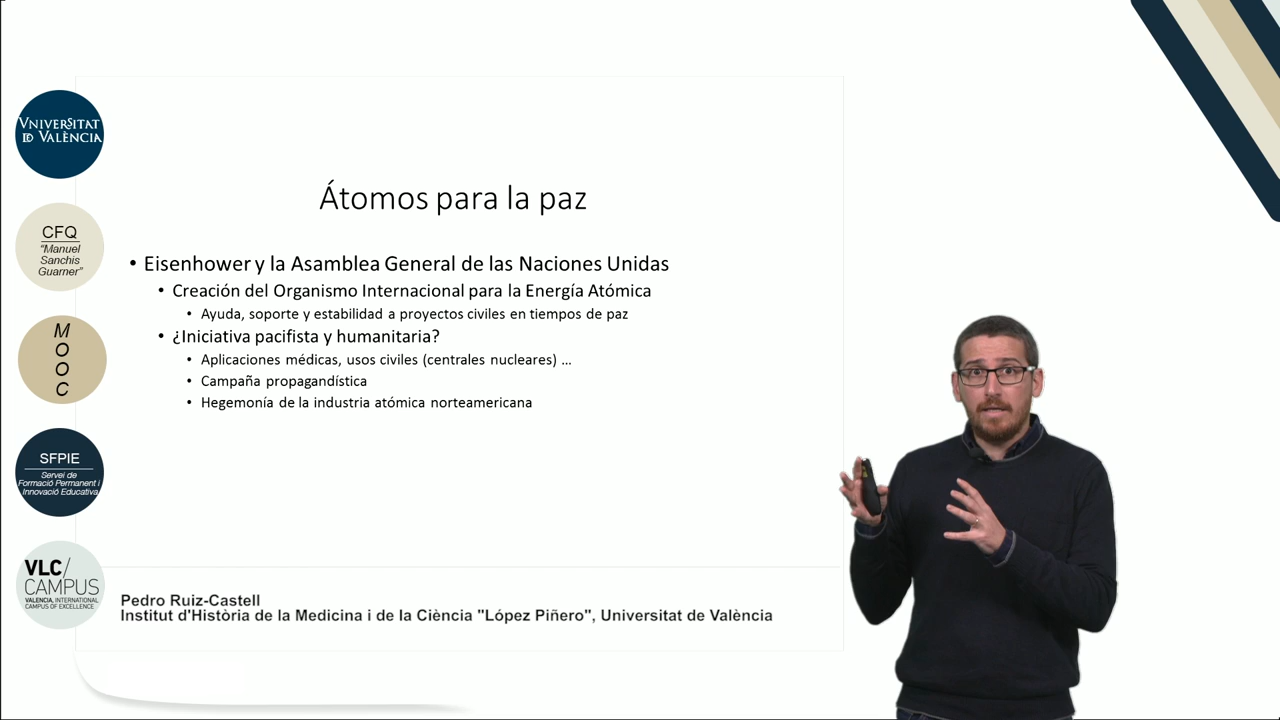 VNIVERSITAT
ID VALÈNCIA
CFQ
"Manuel
Sanchis
Guarner"
M
O
O
C
SFPIE
Servei de
Formació Permanent i
Innovació Educativa
VLC/
CAMPUS
VALENCIA, INTERNATIONAL
CAMPUS OF EXCELLENCE
Átomos para la paz
• Eisenhower y la Asamblea General de las Naciones Unidas
• Creación del Organismo Internacional para la Energía Atómica
• Ayuda, soporte y estabilidad a proyectos civiles en tiempos de paz
• ¿Iniciativa pacifista y humanitaria?
• Aplicaciones médicas, usos civiles (centrales nucleares) …
• Campaña propagandística
• Hegemonía de la industria atómica norteamericana
Pedro Ruiz-Castell
Institut d'Història de la Medicina i de la Ciència "López Piñero", Universitat de València